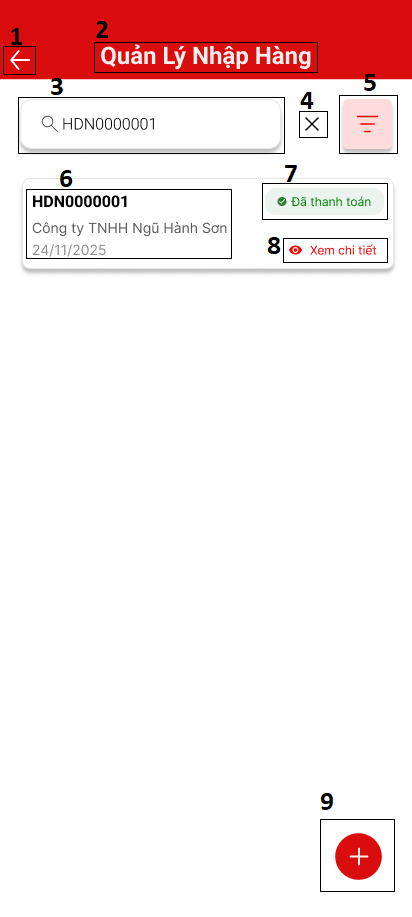 1
2
Quản Lý Nhập Hàng
3
4
5
HDN0000001
6
7
HDN0000001
Đã thanh toán
Công ty TNHH Ngũ Hành Sơn
8
Xem chi tiết
24/11/2025
9